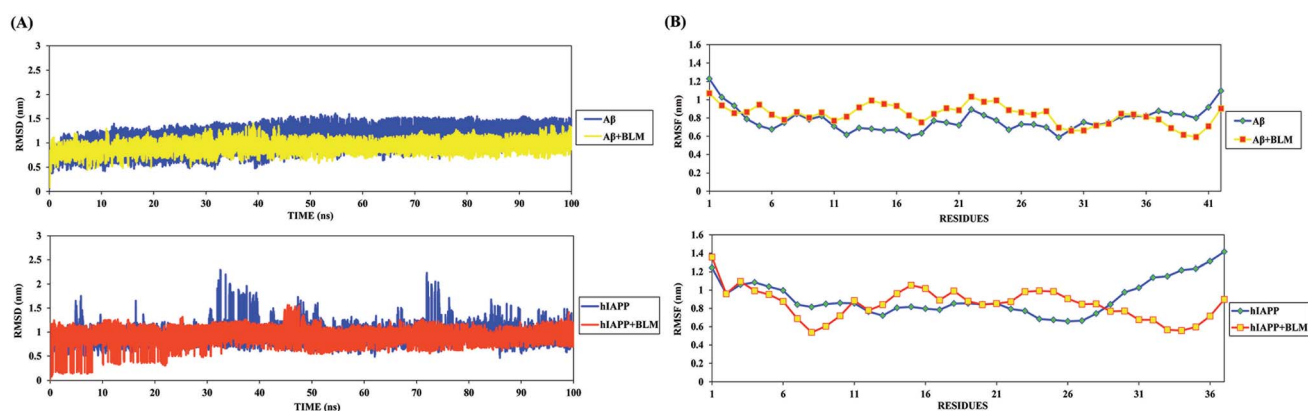 (A)
3
2.5
2
1.5
1
0.5
0
RMSD (nm)
0 10 20 30 40 50 60 70 80 90 100
TIME (ns)
Aβ
Aβ+BLM
3
2.5
2
1.5
1
0.5
0
RMSD (nm)
0 10 20 30 40 50 60 70 80 90 100
TIME (ns)
hIAPP
hIAPP+BLM
(B)
1.6
1.4
1.2
1
0.8
0.6
0.4
0.2
0
RMSF (nm)
1 6 11 16 21 26 31 36 41
RESIDUES
Aβ
Aβ+BLM
1.6
1.4
1.2
1
0.8
0.6
0.4
0.2
0
RMSF (nm)
1 6 11 16 21 26 31 36
RESIDUES
hIAPP
hIAPP+BLM